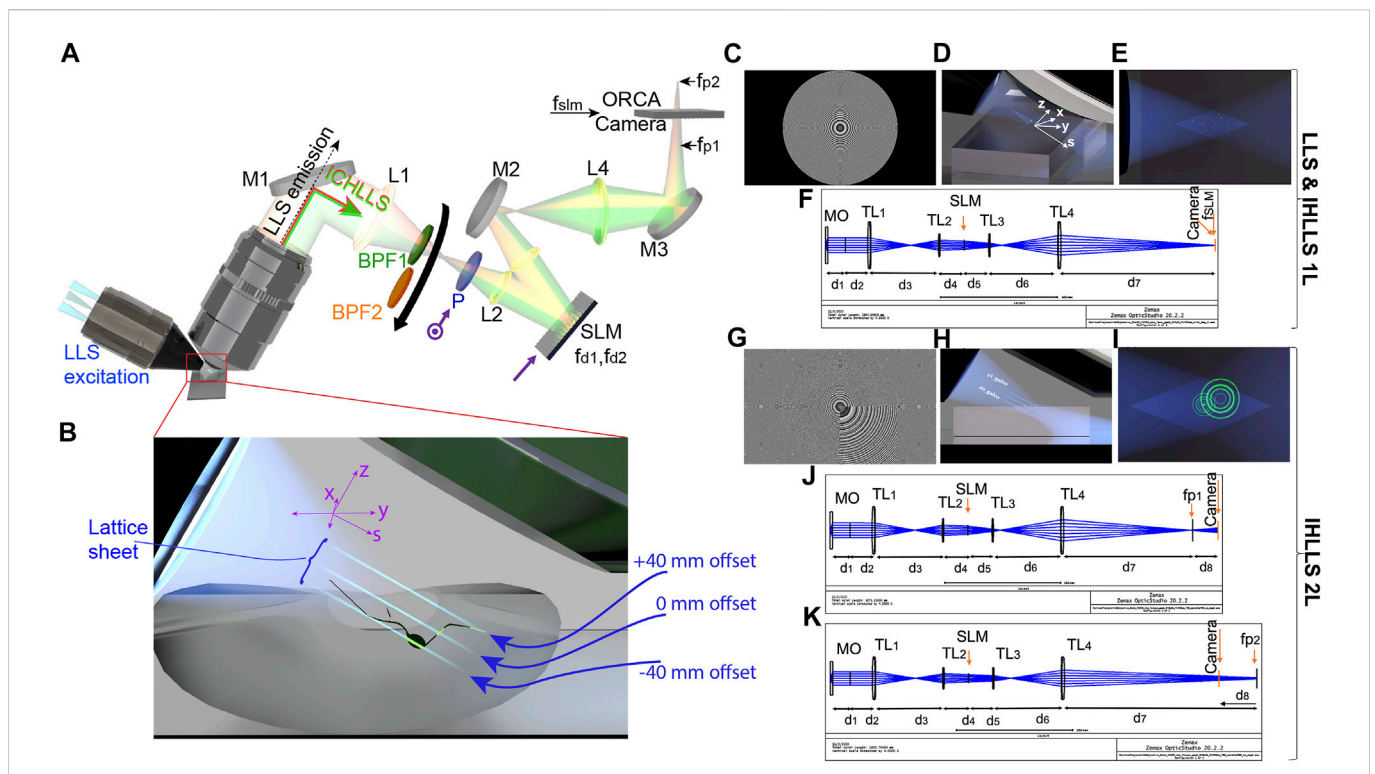 A
fp2
fslm
ORCA
Camera
fp1
M1
LLS emission
ICHLLS
L1
M2
L4
M3
BPF1
BPF2
P
L2
SLM
fd1,fd2
LLS
excitation
B
z
x
y
s
Lattice
sheet
+40 mm offset
0 mm offset
-40 mm offset
C
D
z
x
y
s
E
F
MO
TL1
TL2
SLM
TL3
TL4
Camera
fSLM
d1
d2
d3
d4
d5
d6
d7
Zemax
Zemax OpticStudio 20.2.2
LLS & IHLLS 1L
G
H
z1 galvo
I
J
MO
TL1
TL2
SLM
TL3
TL4
fp1
Camera
d1
d2
d3
d4
d5
d6
d7
d8
Zemax
Zemax OpticStudio 20.2.2
K
MO
TL1
TL2
SLM
TL3
TL4
Camera
fp2
d8
d1
d2
d3
d4
d5
d6
d7
Zemax
Zemax OpticStudio 20.2.2
IHLLS 2L